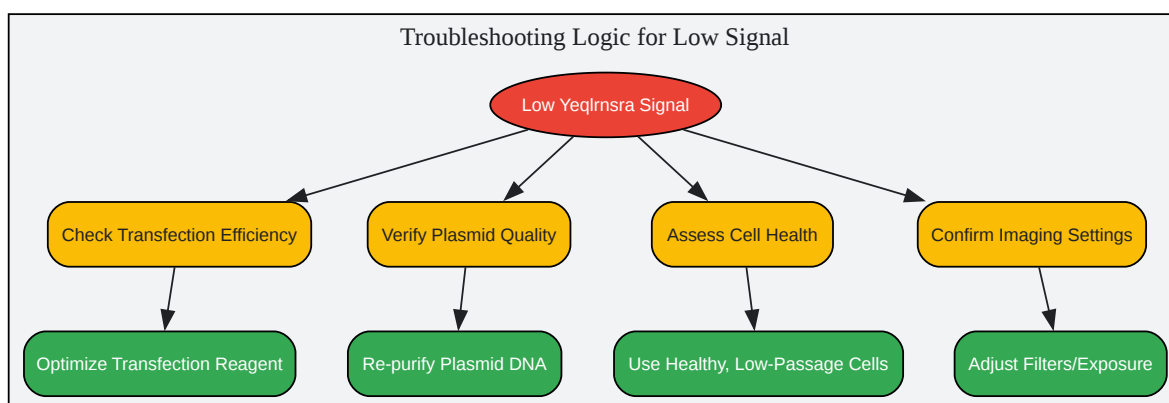 Troubleshooting Logic for Low Signal
Low Yeqlrnsra Signal
Check Transfection Efficiency
Verify Plasmid Quality
Assess Cell Health
Confirm Imaging Settings
Optimize Transfection Reagent
Re-purify Plasmid DNA
Use Healthy, Low-Passage Cells
Adjust Filters/Exposure